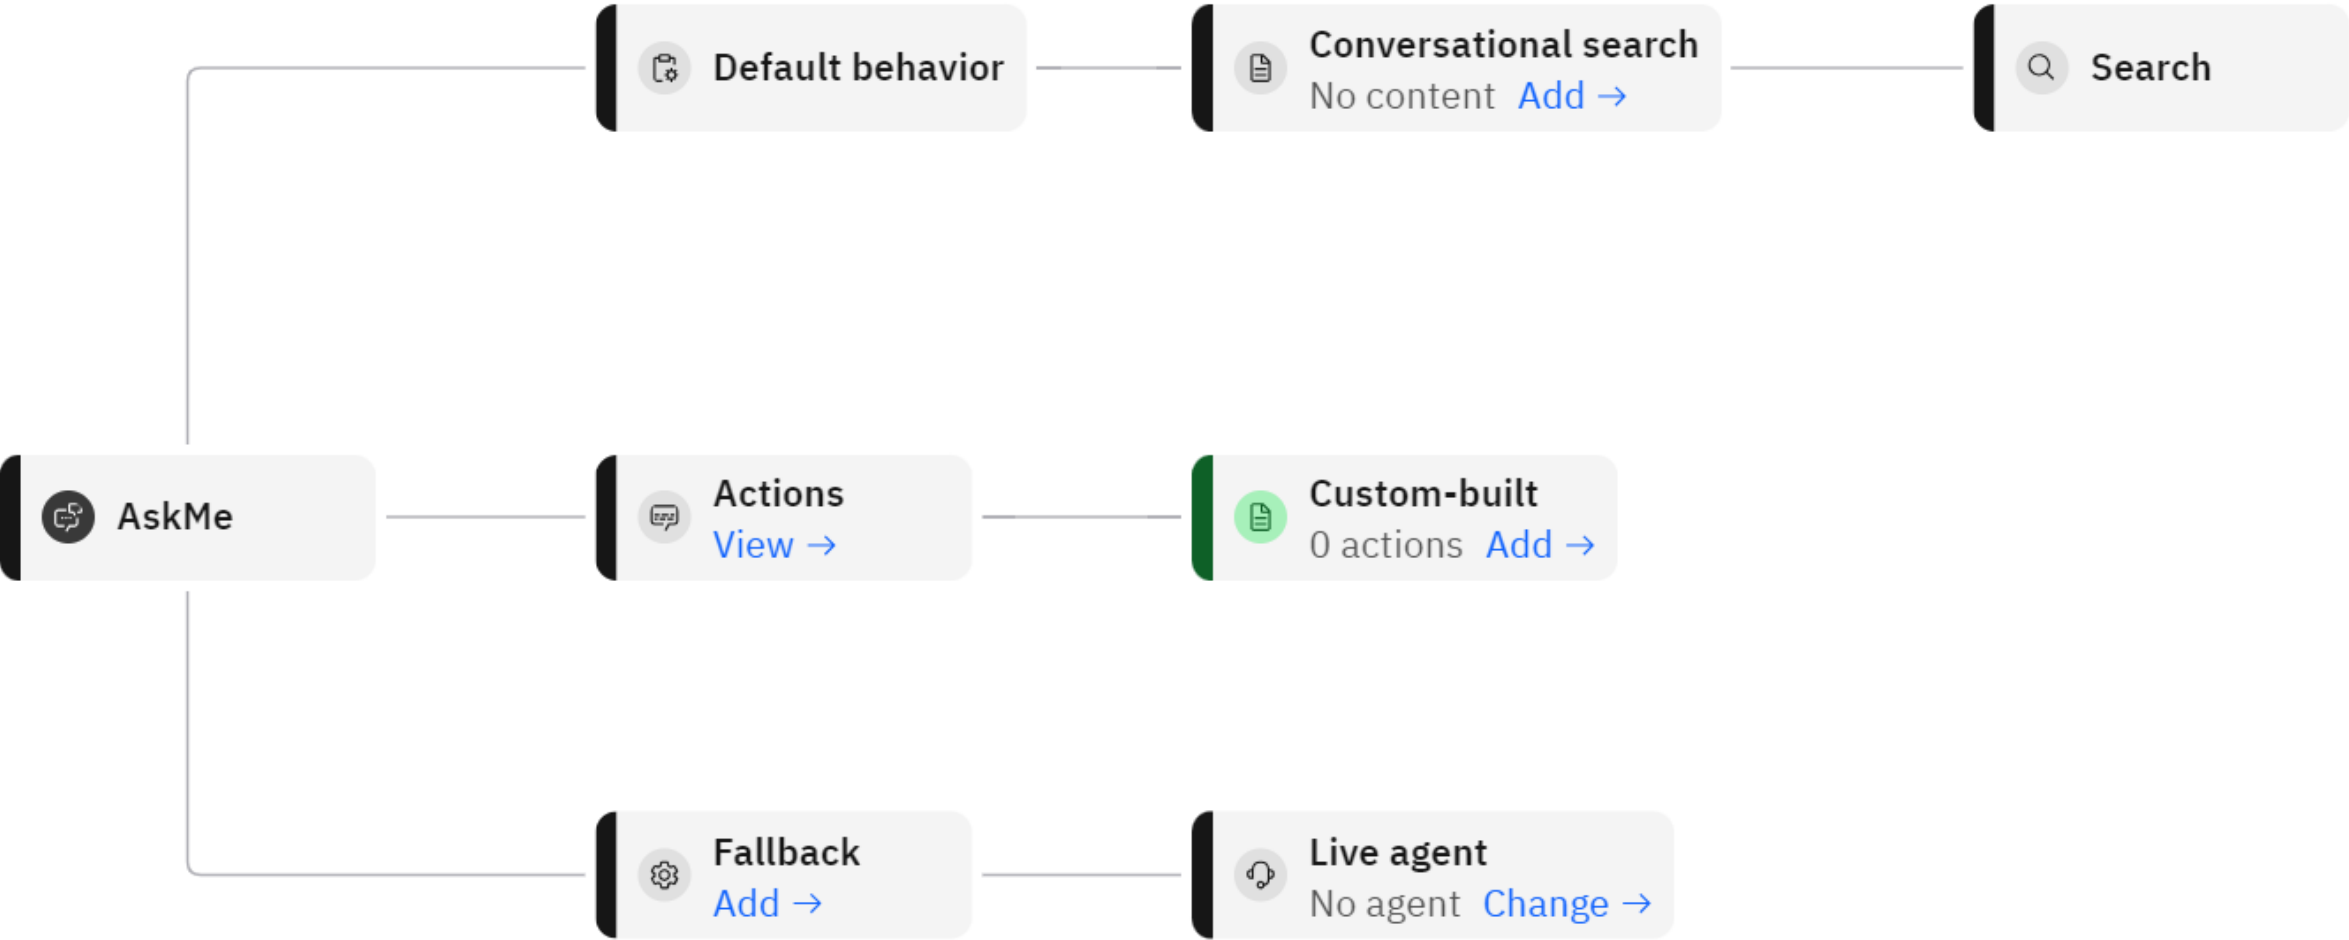 Default behavior
Conversational search
No content Add →
Search
AskMe
Actions
View →
Custom-built
0 actions Add →
Fallback
Add →
Live agent
No agent Change →